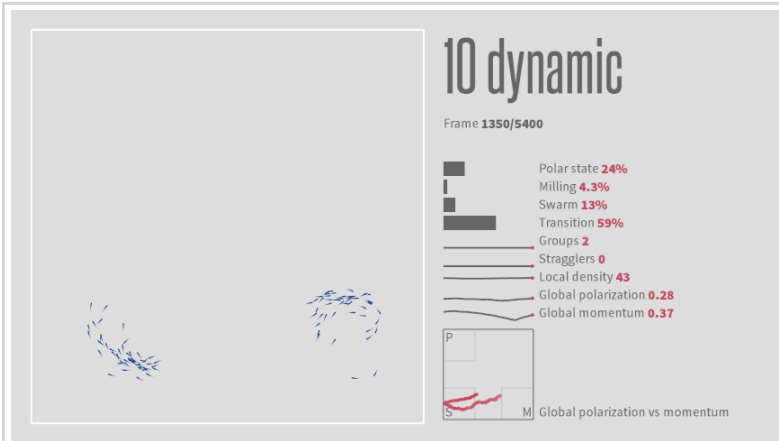 10 dynamic
Frame 1350/5400
Polar state 24%
Milling 4.3%
Swarm 13%
Transition 59%
Groups 2
Stragglers 0
Local density 43
Global polarization 0.28
Global momentum 0.37
P
S M Global polarization vs momentum